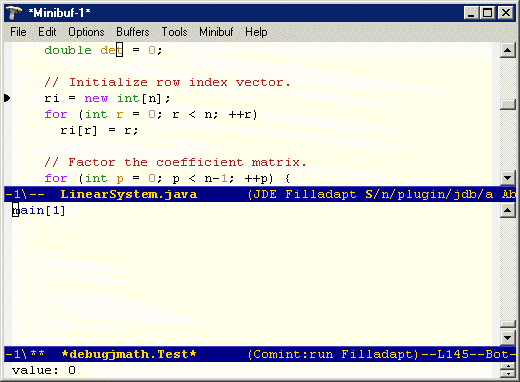 *Minibuf-1*
File Edit Options Buffers Tools Minibuf Help
double det = 0;
// Initialize row index vector.
ri = new int[n];
for (int r = 0; r < n; ++r)
ri[r] = r;
// Factor the coefficient matrix.
for (int p = 0; p < n-1; ++p) {
-1\-- LinearSystem.java (JDE Filladapt S/n/plugin/jdb/a Ab
main[1]
-1\** *debugjmath.Test* (Comint:run Filladapt)--L145--Bot-
value: 0